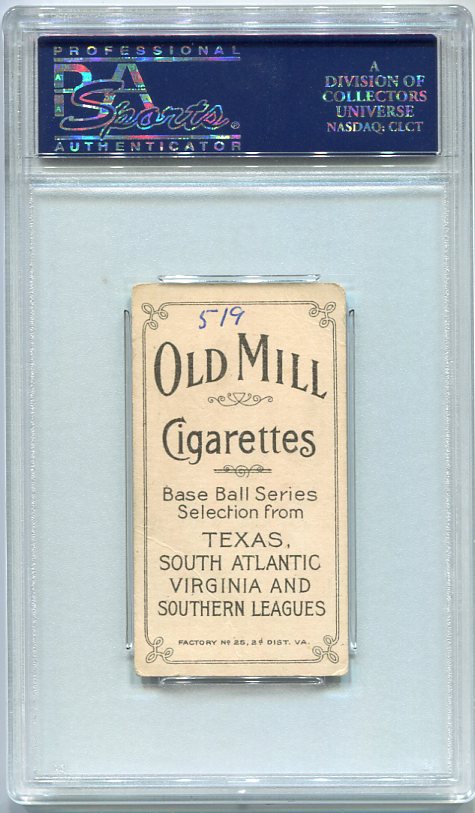 PROFESSIONAL
PSA
Sports®
AUTHENTICATOR
A
DIVISION OF
COLLECTORS
UNIVERSE
NASDAQ: CLCT
519
OLD MILL
Cigarettes
Base Ball Series
Selection from
TEXAS,
SOUTH ATLANTIC
VIRGINIA AND
SOUTHERN LEAGUES
FACTORY Nº 25, 2d DIST. VA.